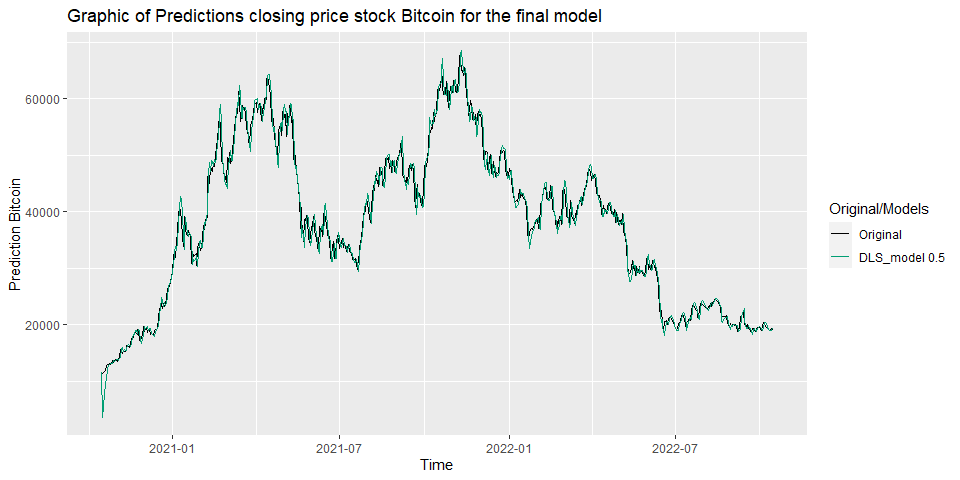 Graphic of Predictions closing price stock Bitcoin for the final model
Prediction Bitcoin
60000
40000
20000
2021-01
2021-07
2022-01
2022-07
Time
Original/Models
Original
DLS_model 0.5